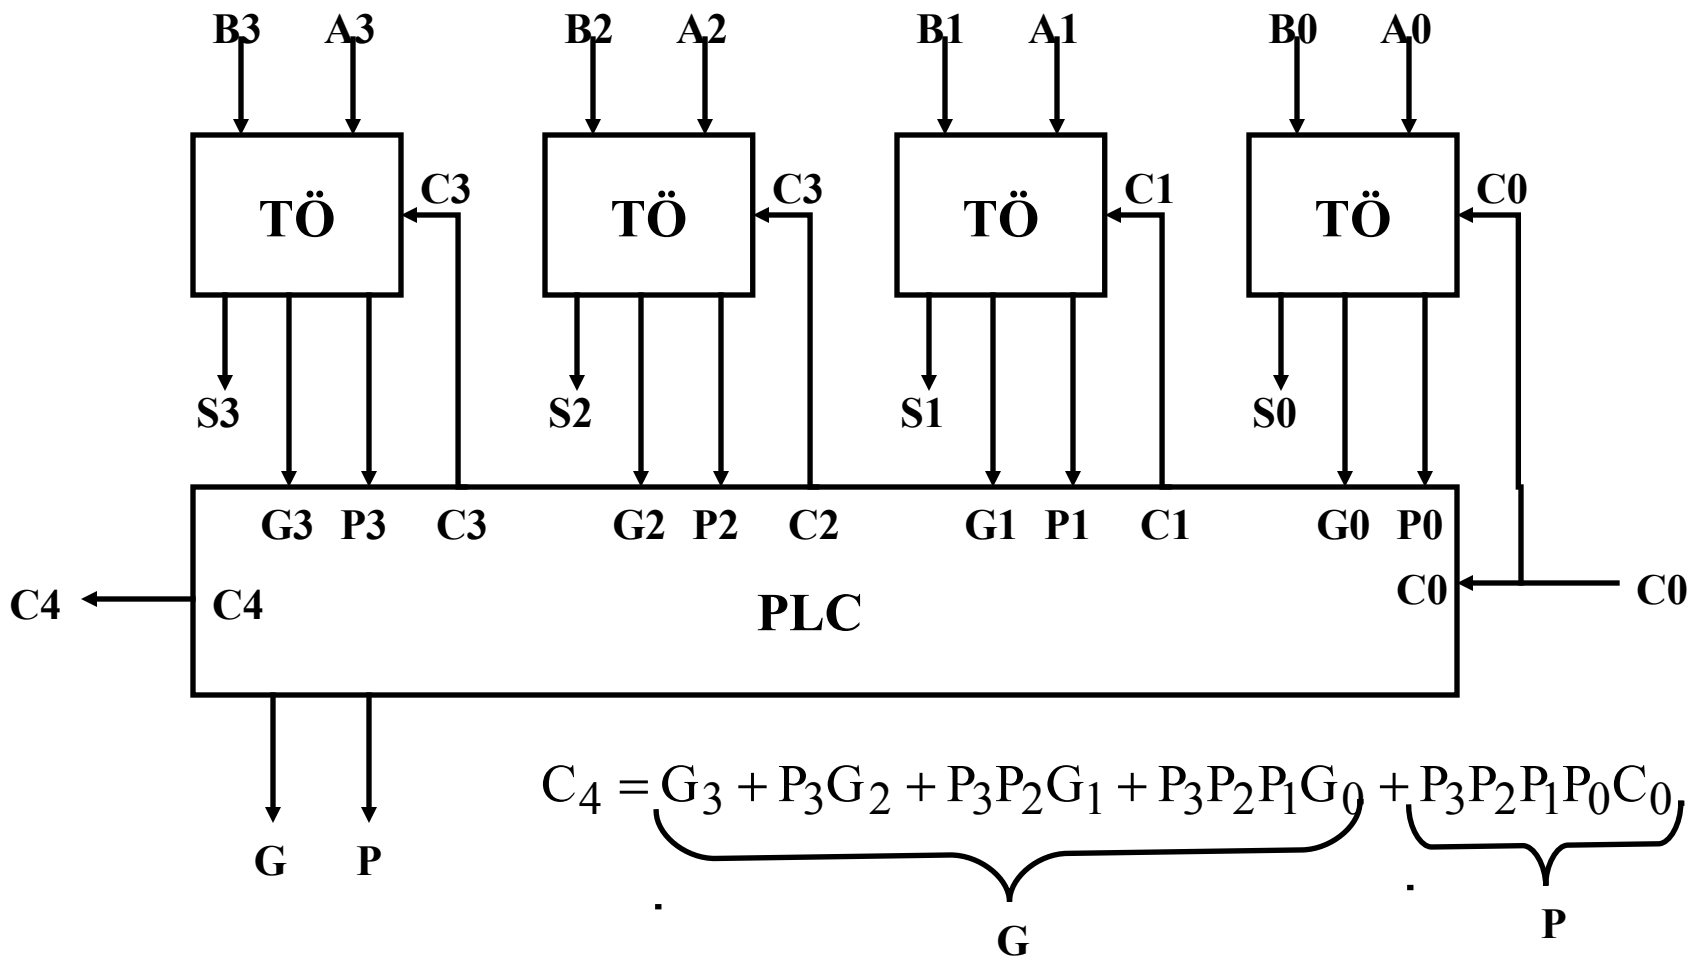 B3 A3 B2 A2 B1 A1 B0 A0
C3 C3 C1 C0
TÖ TÖ TÖ TÖ
S3 S2 S1 S0
G3 P3 C3 G2 P2 C2 G1 P1 C1 G0 P0
C4 C4 PLC C0 C0
C₄ = G₃ + P₃G₂ + P₃P₂G₁ + P₃P₂P₁G₀ + P₃P₂P₁P₀C₀
G P
G P